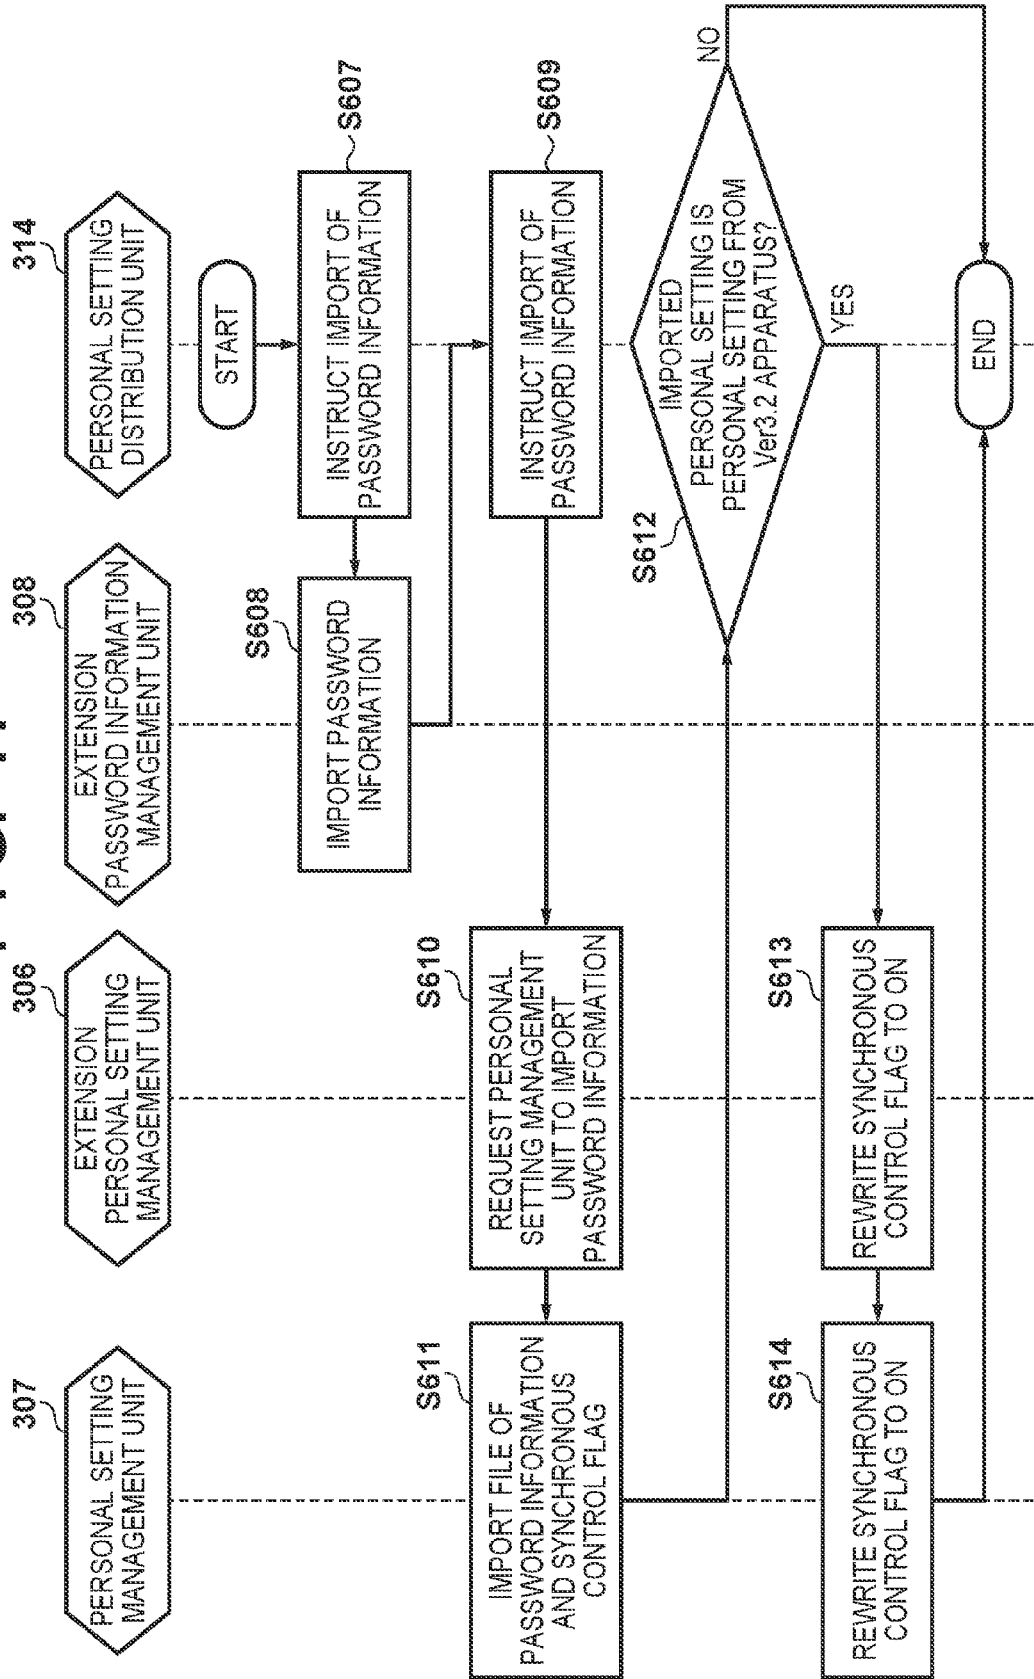 307
PERSONAL SETTING
MANAGEMENT UNIT
306
EXTENSION
PERSONAL SETTING
MANAGEMENT UNIT
308
EXTENSION
PASSWORD INFORMATION
MANAGEMENT UNIT
314
PERSONAL SETTING
DISTRIBUTION UNIT
START
S607
INSTRUCT IMPORT OF
PASSWORD INFORMATION
S608
IMPORT PASSWORD
INFORMATION
S609
INSTRUCT IMPORT OF
PASSWORD INFORMATION
S610
REQUEST PERSONAL
SETTING MANAGEMENT
UNIT TO IMPORT
PASSWORD INFORMATION
S611
IMPORT FILE OF
PASSWORD INFORMATION
AND SYNCHRONOUS
CONTROL FLAG
S612
IMPORTED
PERSONAL SETTING IS
PERSONAL SETTING FROM
Ver3.2 APPARATUS?
NO
YES
S613
REWRITE SYNCHRONOUS
CONTROL FLAG TO ON
S614
REWRITE SYNCHRONOUS
CONTROL FLAG TO ON
END